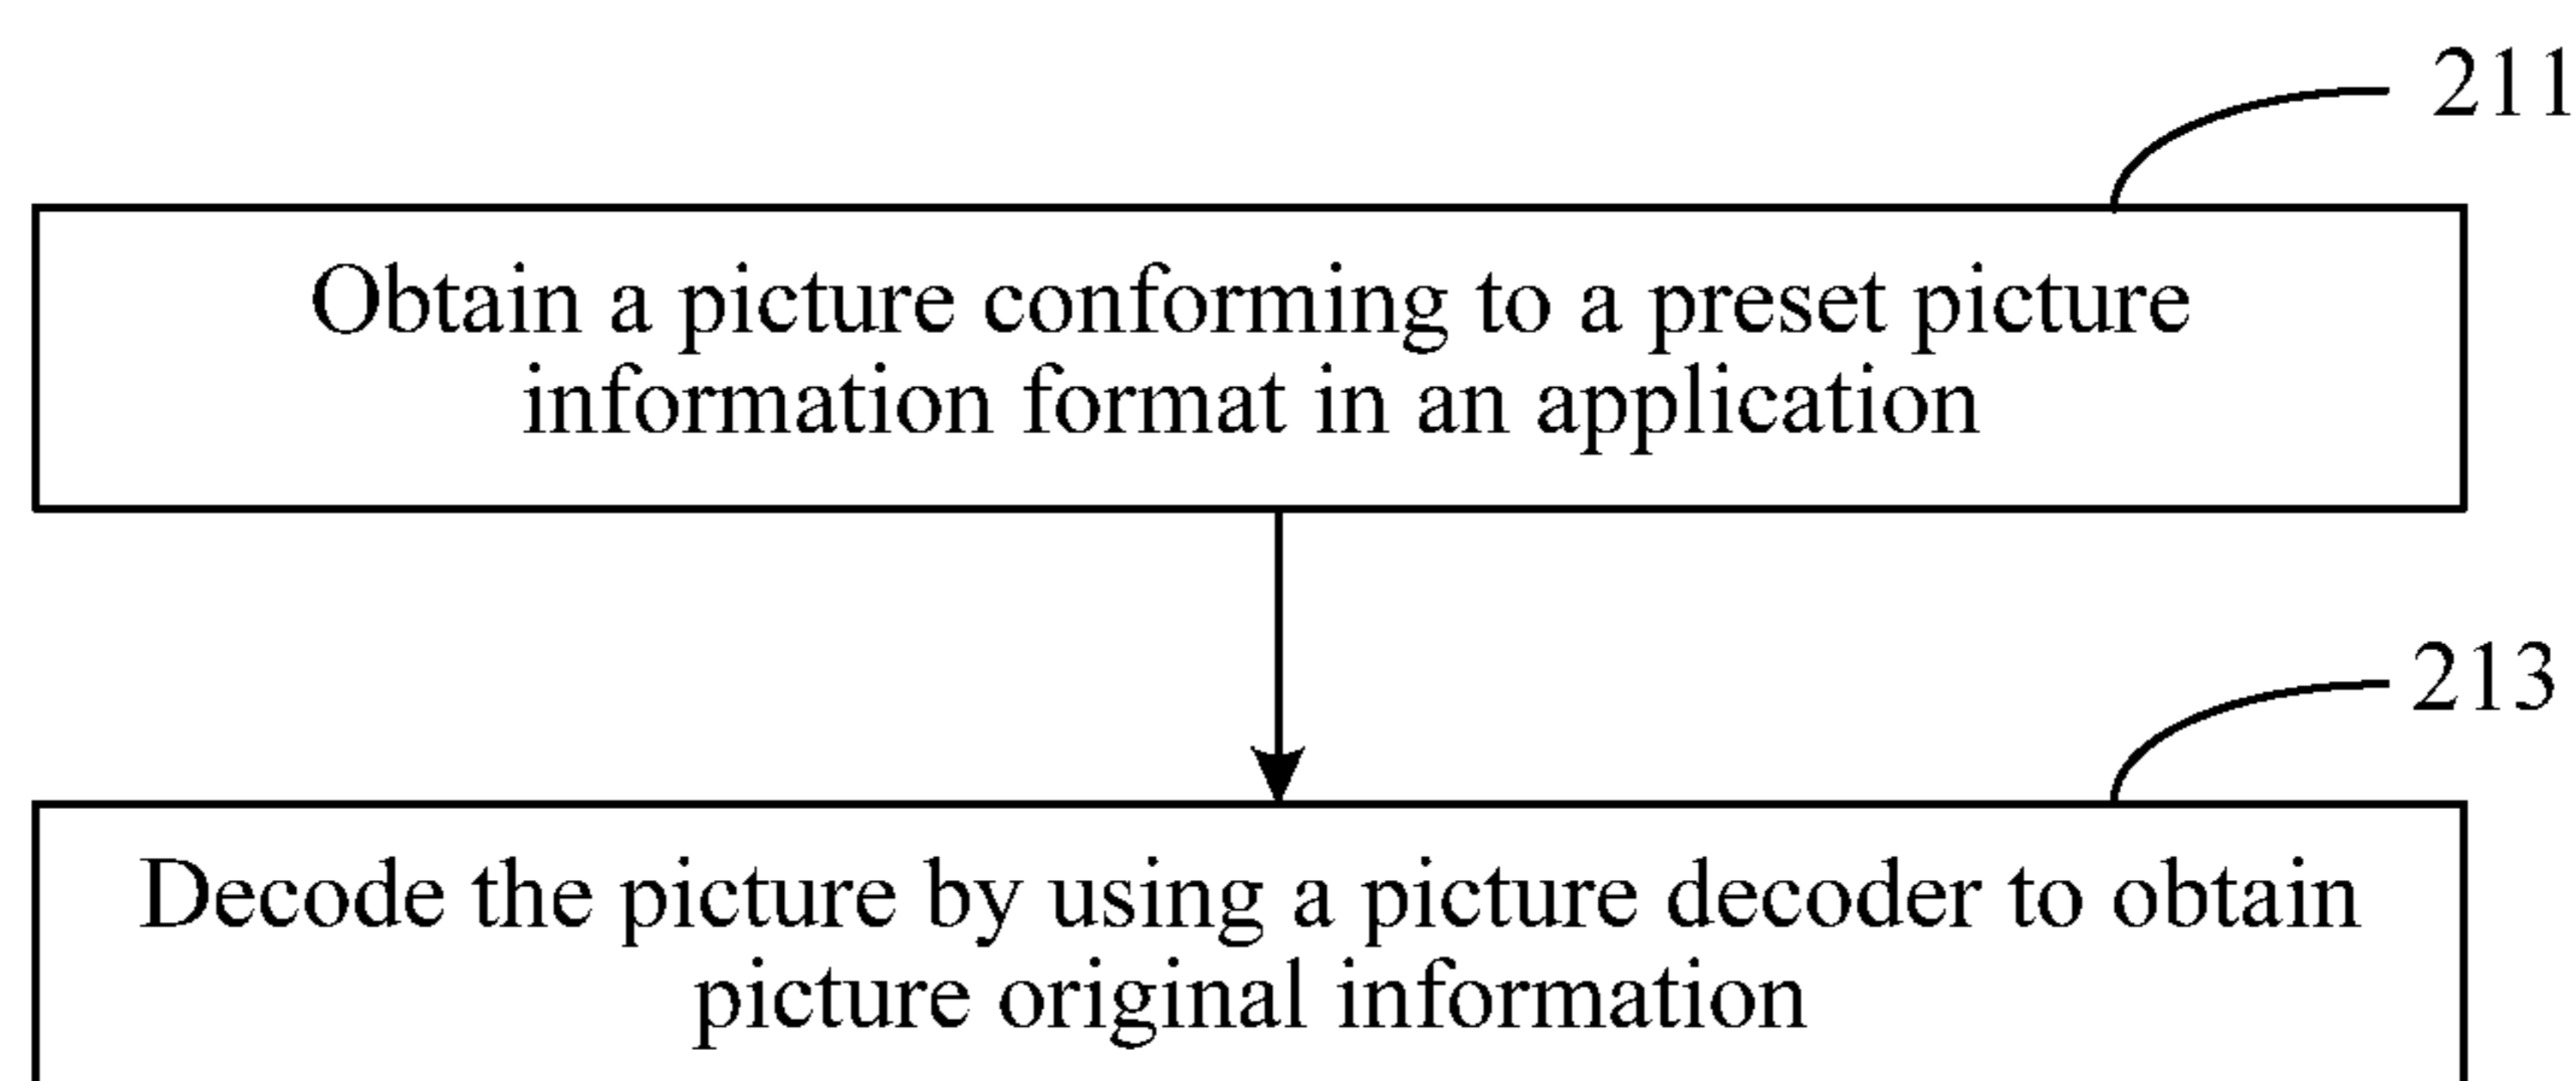 211
Obtain a picture conforming to a preset picture
information format in an application
213
Decode the picture by using a picture decoder to obtain
picture original information